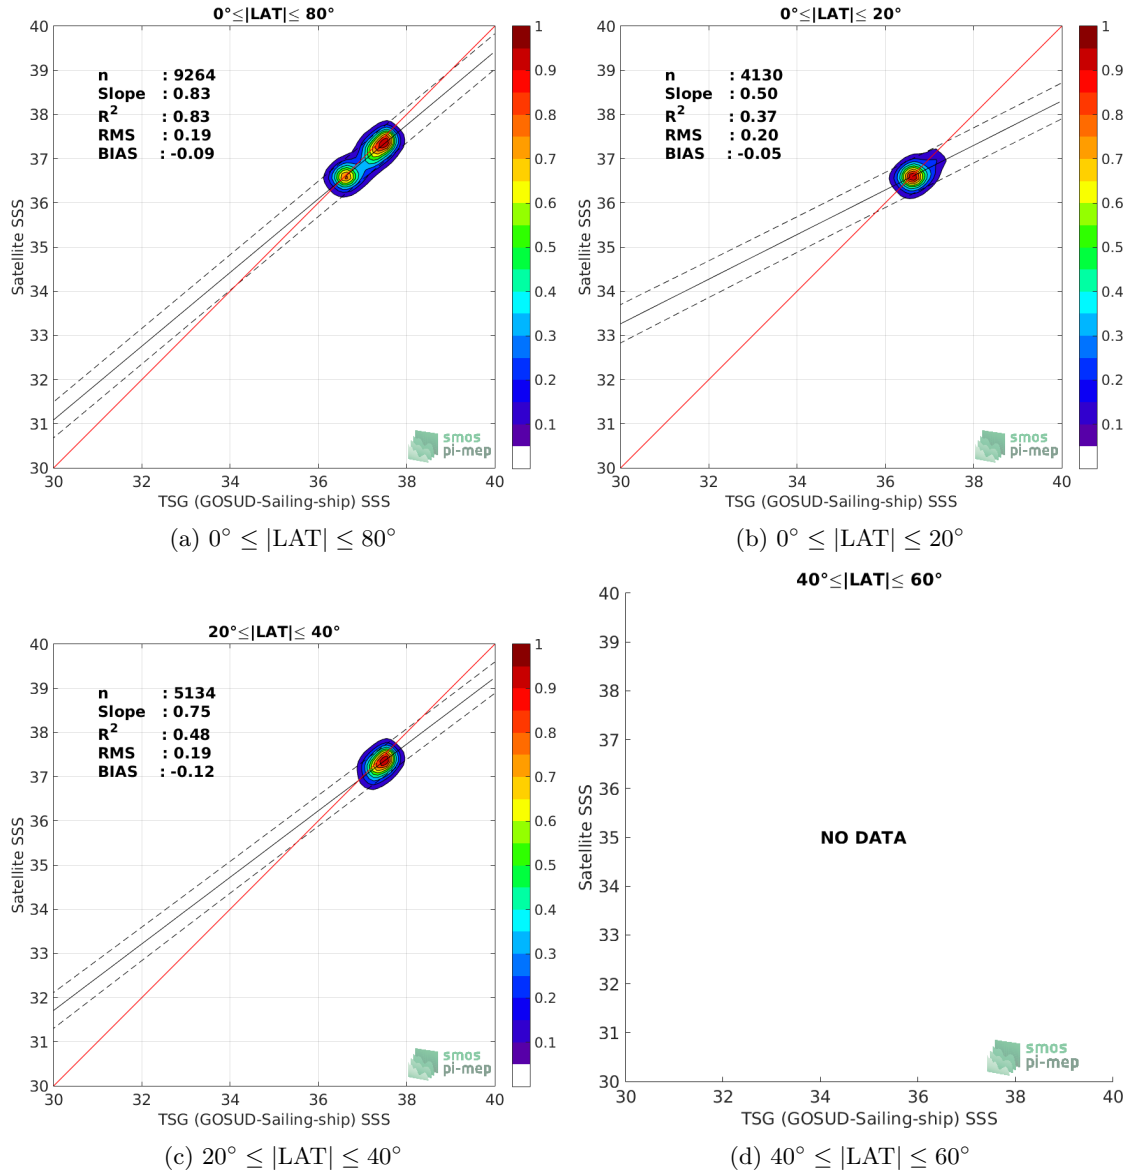 0°≤|LAT|≤ 80°
n : 9264
Slope : 0.83
R² : 0.83
RMS : 0.19
BIAS : -0.09
40
39
38
37
36
35
34
33
32
31
30
Satellite SSS
30 32 34 36 38 40
TSG (GOSUD-Sailing-ship) SSS
1
0.9
0.8
0.7
0.6
0.5
0.4
0.3
0.2
0.1
smos
pi-mep
(a) 0° ≤ |LAT| ≤ 80°
0°≤|LAT|≤ 20°
n : 4130
Slope : 0.50
R² : 0.37
RMS : 0.20
BIAS : -0.05
40
39
38
37
36
35
34
33
32
31
30
Satellite SSS
30 32 34 36 38 40
TSG (GOSUD-Sailing-ship) SSS
1
0.9
0.8
0.7
0.6
0.5
0.4
0.3
0.2
0.1
smos
pi-mep
(b) 0° ≤ |LAT| ≤ 20°
20°≤|LAT|≤ 40°
n : 5134
Slope : 0.75
R² : 0.48
RMS : 0.19
BIAS : -0.12
40
39
38
37
36
35
34
33
32
31
30
Satellite SSS
30 32 34 36 38 40
TSG (GOSUD-Sailing-ship) SSS
1
0.9
0.8
0.7
0.6
0.5
0.4
0.3
0.2
0.1
smos
pi-mep
(c) 20° ≤ |LAT| ≤ 40°
40°≤|LAT|≤ 60°
40
39
38
37
36
35
34
33
32
31
30
Satellite SSS
NO DATA
30 32 34 36 38 40
TSG (GOSUD-Sailing-ship) SSS
smos
pi-mep
(d) 40° ≤ |LAT| ≤ 60°